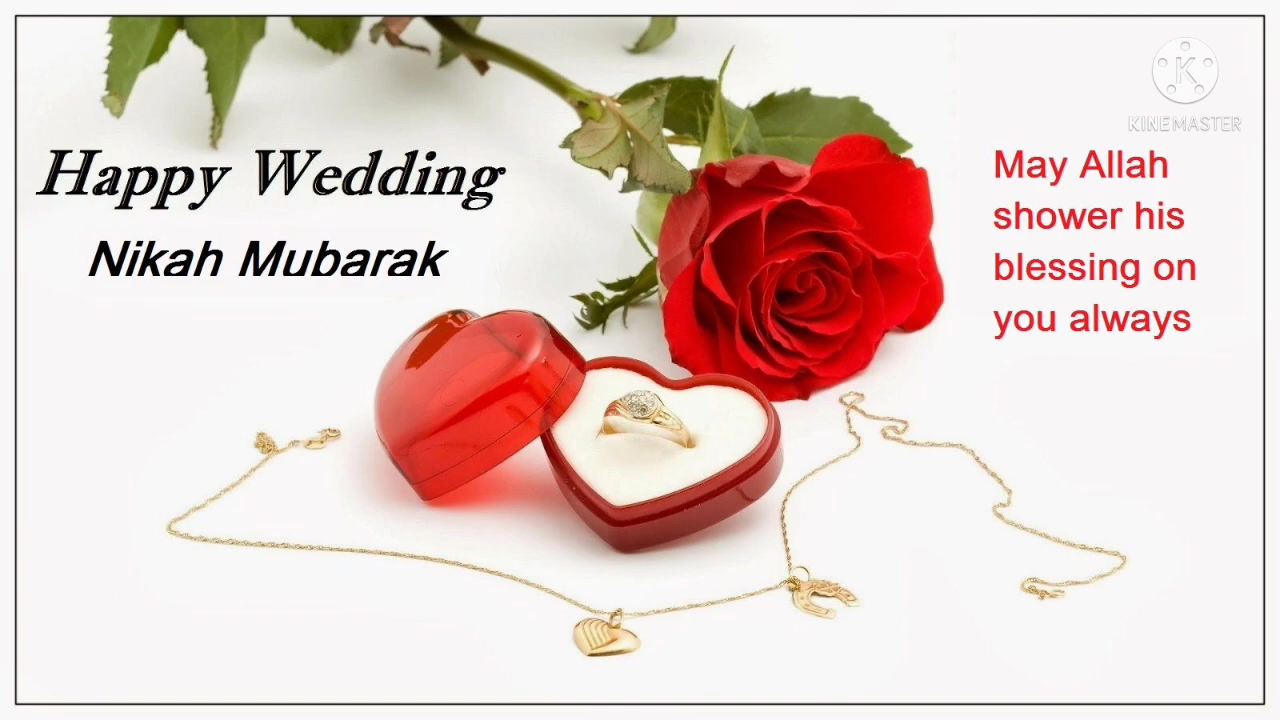 Happy Wedding
Nikah Mubarak
K
KINEMASTER
May Allah
shower his
blessing on
you always